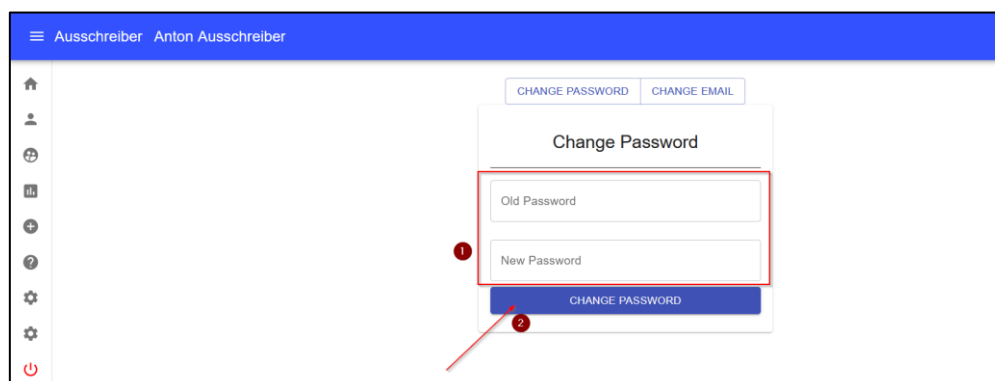 Ausschreiber Anton Ausschreiber
CHANGE PASSWORD CHANGE EMAIL
Change Password
Old Password
1
New Password
CHANGE PASSWORD
2